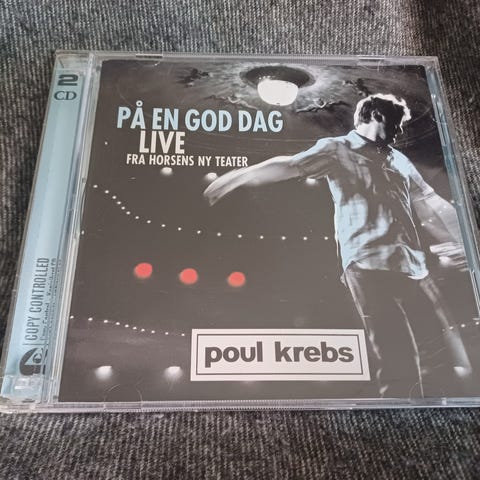 2
CD
PÅ EN GOD DAG
LIVE
FRA HORSENS NY TEATER
poul krebs
COPY CONTROLLED